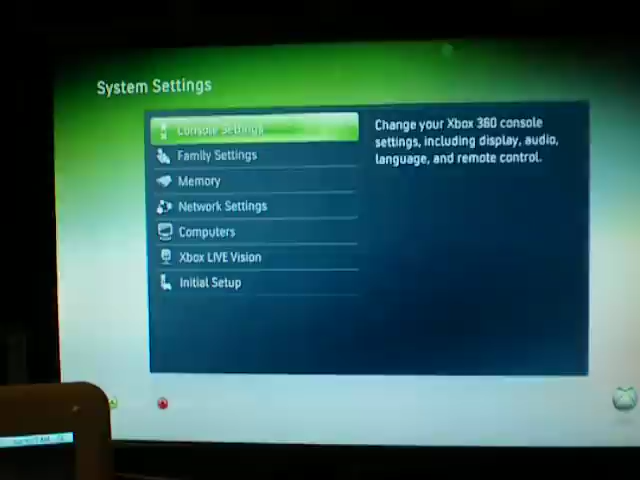 System Settings
Console Settings
Family Settings
Memory
Network Settings
Computers
Xbox LIVE Vision
Initial Setup
Change your Xbox 360 console
settings, including display, audio,
language, and remote control.